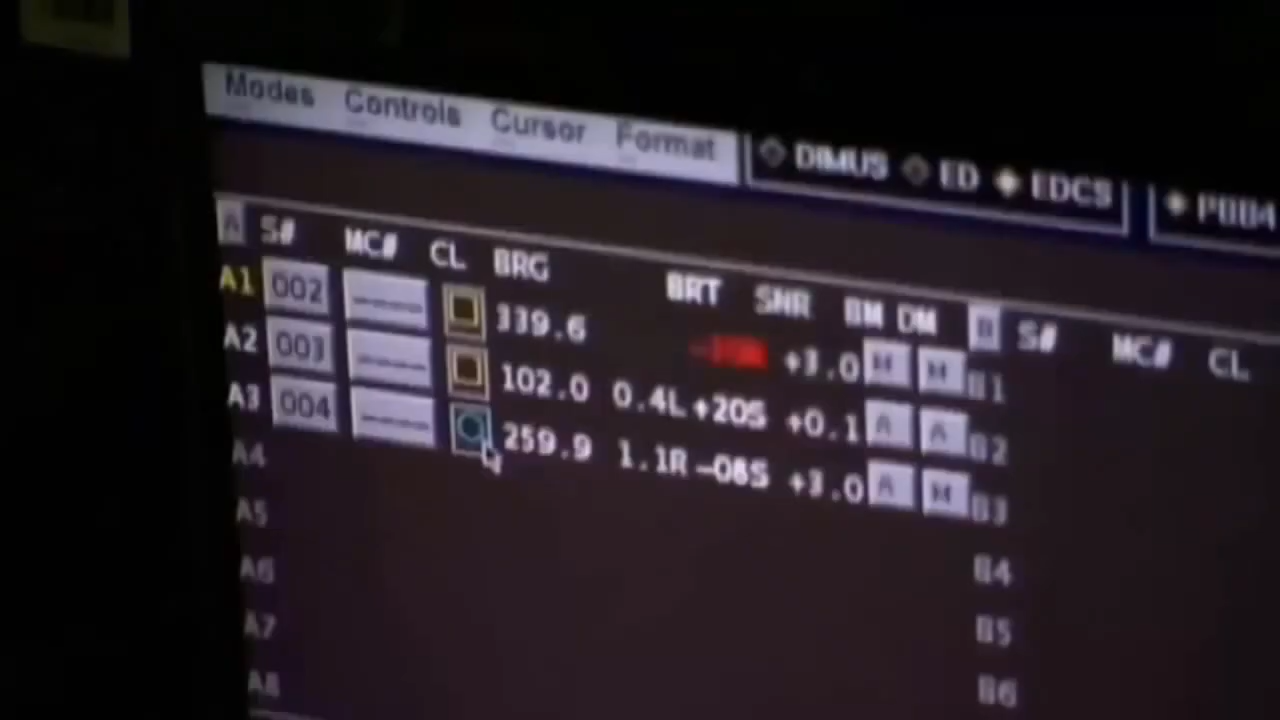 Modes Controls Cursor Format DIMUS ED EDCS
A S# MC# CL BRG BRT SNR BM DM B S# MC# CL
A1 002 339.6 +3.0 M M B1
A2 003 102.0 0.4L +20S +0.1 A A B2
A3 004 259.9 1.1R -08S +3.0 A M B3
A4 B4
A5 B5
A6 B6
A7
A8